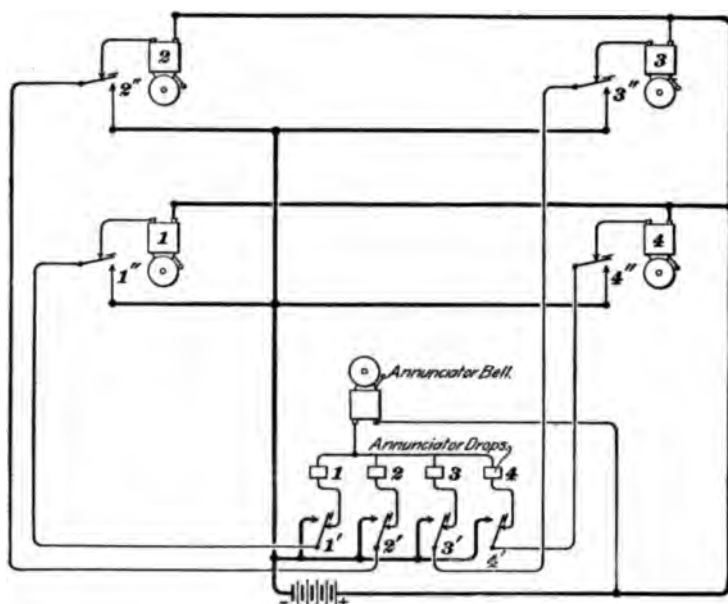 2
3
2"
3"
1
4
1"
4"
Annunciator Bell.
Annunciator Drops.
1 2 3 4
1' 2' 3' 4'
- +